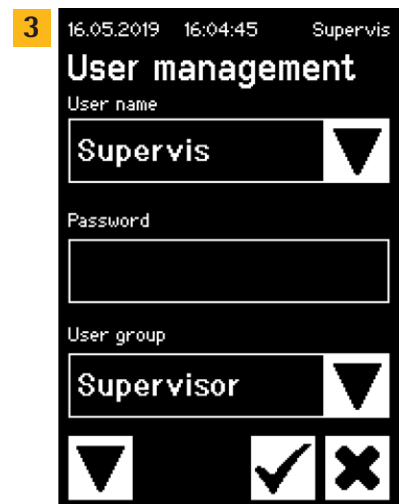 3
16.05.2019 16:04:45 Supervis
User management
User name
Supervis
Password
User group
Supervisor